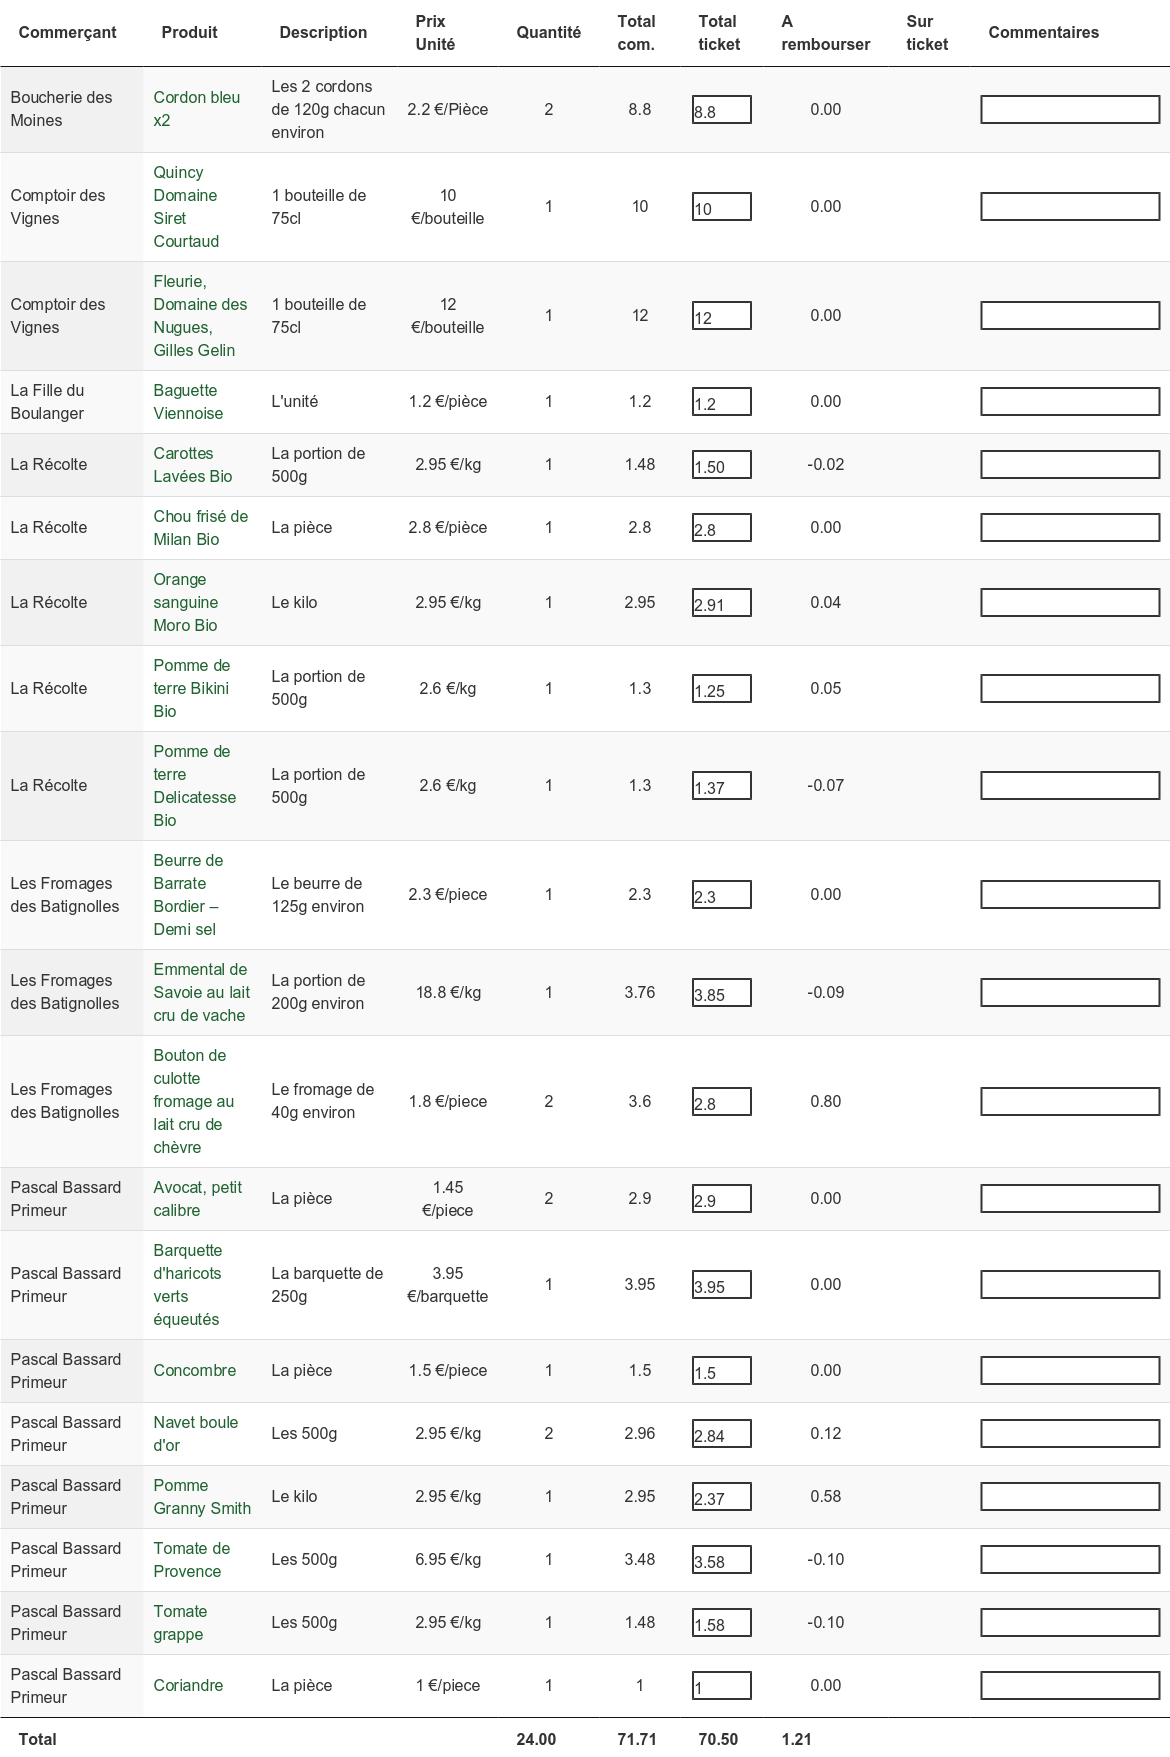 Commerçant Produit Description Prix Unité Quantité Total com. Total ticket A rembourser Sur ticket Commentaires
Boucherie des Moines Cordon bleu x2 Les 2 cordons de 120g chacun environ 2.2 €/Pièce 2 8.8 8.8 0.00
Comptoir des Vignes Quincy Domaine Siret Courtaud 1 bouteille de 75cl 10 €/bouteille 1 10 10 0.00
Comptoir des Vignes Fleurie, Domaine des Nugues, Gilles Gelin 1 bouteille de 75cl 12 €/bouteille 1 12 12 0.00
La Fille du Boulanger Baguette Viennoise L'unité 1.2 €/pièce 1 1.2 1.2 0.00
La Récolte Carottes Lavées Bio La portion de 500g 2.95 €/kg 1 1.48 1.50 -0.02
La Récolte Chou frisé de Milan Bio La pièce 2.8 €/pièce 1 2.8 2.8 0.00
La Récolte Orange sanguine Moro Bio Le kilo 2.95 €/kg 1 2.95 2.91 0.04
La Récolte Pomme de terre Bikini Bio La portion de 500g 2.6 €/kg 1 1.3 1.25 0.05
La Récolte Pomme de terre Delicatesse Bio La portion de 500g 2.6 €/kg 1 1.3 1.37 -0.07
Les Fromages des Batignolles Beurre de Barrate Bordier – Demi sel Le beurre de 125g environ 2.3 €/piece 1 2.3 2.3 0.00
Les Fromages des Batignolles Emmental de Savoie au lait cru de vache La portion de 200g environ 18.8 €/kg 1 3.76 3.85 -0.09
Les Fromages des Batignolles Bouton de culotte fromage au lait cru de chèvre Le fromage de 40g environ 1.8 €/piece 2 3.6 2.8 0.80
Pascal Bassard Primeur Avocat, petit calibre La pièce 1.45 €/piece 2 2.9 2.9 0.00
Pascal Bassard Primeur Barquette d'haricots verts équeutés La barquette de 250g 3.95 €/barquette 1 3.95 3.95 0.00
Pascal Bassard Primeur Concombre La pièce 1.5 €/piece 1 1.5 1.5 0.00
Pascal Bassard Primeur Navet boule d'or Les 500g 2.95 €/kg 2 2.96 2.84 0.12
Pascal Bassard Primeur Pomme Granny Smith Le kilo 2.95 €/kg 1 2.95 2.37 0.58
Pascal Bassard Primeur Tomate de Provence Les 500g 6.95 €/kg 1 3.48 3.58 -0.10
Pascal Bassard Primeur Tomate grappe Les 500g 2.95 €/kg 1 1.48 1.58 -0.10
Pascal Bassard Primeur Coriandre La pièce 1 €/piece 1 1 1 0.00
Total 24.00 71.71 70.50 1.21